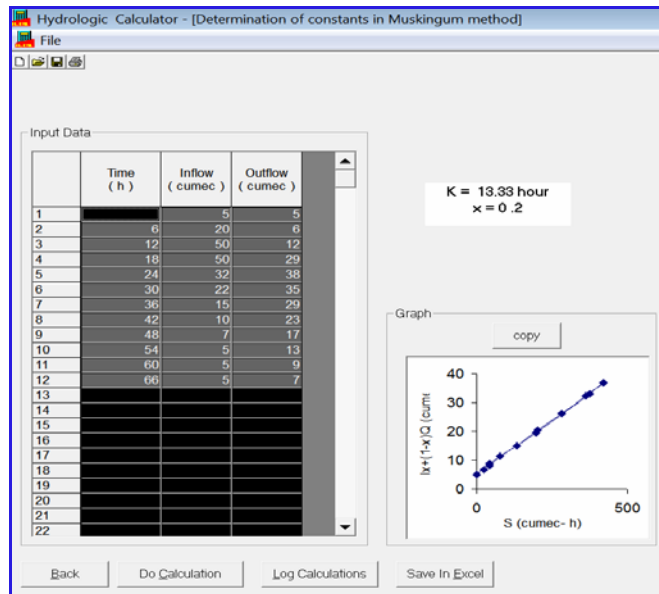 Hydrologic Calculator - [Determination of constants in Muskingum method]
File
Input Data
Time ( h ) Inflow ( cumec ) Outflow ( cumec )
1 5 5
2 6 20 6
3 12 50 12
4 18 50 29
5 24 32 38
6 30 22 35
7 36 15 29
8 42 10 23
9 48 7 17
10 54 5 13
11 60 5 9
12 66 5 7
13
14
15
16
17
18
19
20
21
22
K = 13.33 hour
x = 0 .2
Graph
copy
Ix+(1-x)Q (cume
40
30
20
10
0
0 500
S (cumec- h)
Back Do Calculation Log Calculations Save In Excel